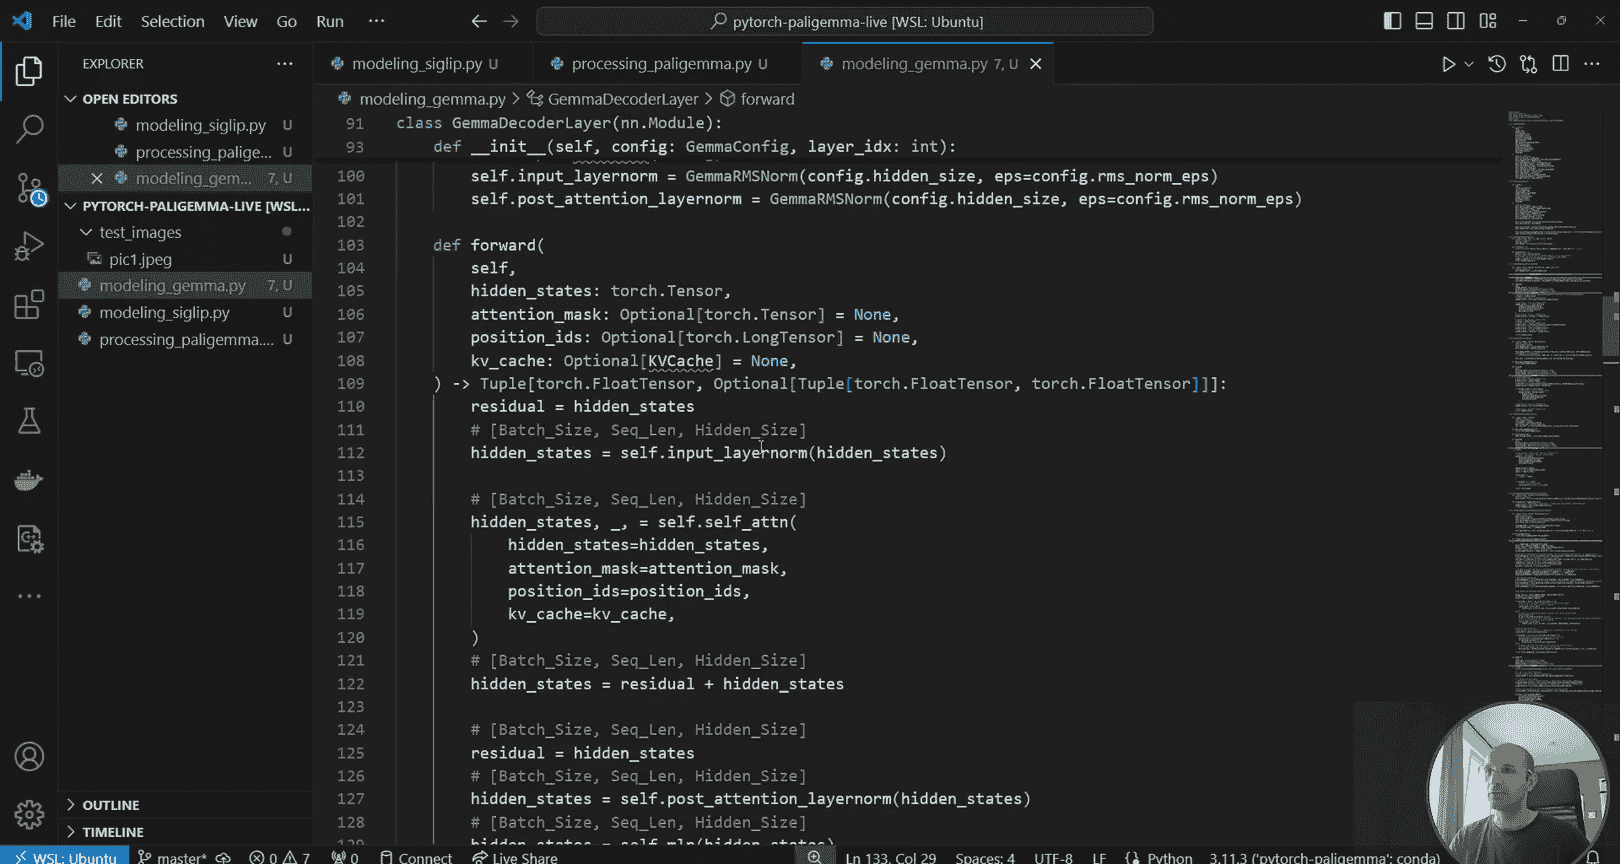 File Edit Selection View Go Run ···
pytorch-paligemma-live [WSL: Ubuntu]
EXPLORER ···
OPEN EDITORS
modeling_siglip.py U
processing_palige... U
modeling_gem... 7, U
PYTORCH-PALIGEMMA-LIVE [WSL...
test_images
pic1.jpeg U
modeling_gemma.py 7, U
modeling_siglip.py U
processing_paligemma.... U
OUTLINE
TIMELINE
modeling_siglip.py U processing_paligemma.py U modeling_gemma.py 7, U
modeling_gemma.py > GemmaDecoderLayer > forward
91 class GemmaDecoderLayer(nn.Module):
93 def __init__(self, config: GemmaConfig, layer_idx: int):
100 self.input_layernorm = GemmaRMSNorm(config.hidden_size, eps=config.rms_norm_eps)
101 self.post_attention_layernorm = GemmaRMSNorm(config.hidden_size, eps=config.rms_norm_eps)
102
103 def forward(
104 self,
105 hidden_states: torch.Tensor,
106 attention_mask: Optional[torch.Tensor] = None,
107 position_ids: Optional[torch.LongTensor] = None,
108 kv_cache: Optional[KVCache] = None,
109 ) -> Tuple[torch.FloatTensor, Optional[Tuple[torch.FloatTensor, torch.FloatTensor]]]:
110 residual = hidden_states
111 # [Batch_Size, Seq_Len, Hidden_Size]
112 hidden_states = self.input_layernorm(hidden_states)
113
114 # [Batch_Size, Seq_Len, Hidden_Size]
115 hidden_states, _, = self.self_attn(
116 hidden_states=hidden_states,
117 attention_mask=attention_mask,
118 position_ids=position_ids,
119 kv_cache=kv_cache,
120 )
121 # [Batch_Size, Seq_Len, Hidden_Size]
122 hidden_states = residual + hidden_states
123
124 # [Batch_Size, Seq_Len, Hidden_Size]
125 residual = hidden_states
126 # [Batch_Size, Seq_Len, Hidden_Size]
127 hidden_states = self.post_attention_layernorm(hidden_states)
128 # [Batch_Size, Seq_Len, Hidden_Size]
129 hidden_states = self.mlp(hidden_states)
WSL: Ubuntu master* 0 7 0 Connect Live Share Ln 133, Col 29 Spaces: 4 UTF-8 LF Python 3.11.3 ('pytorch-paligemma': conda)